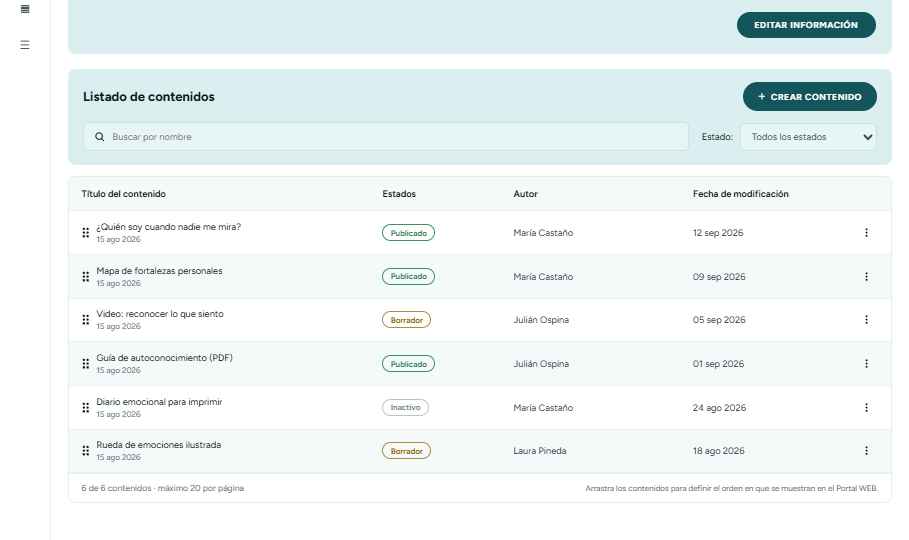 EDITAR INFORMACIÓN
Listado de contenidos
+ CREAR CONTENIDO
Buscar por nombre
Estado: Todos los estados
Título del contenido Estados Autor Fecha de modificación
¿Quién soy cuando nadie me mira?
15 ago 2026
Publicado María Castaño 12 sep 2026
Mapa de fortalezas personales
15 ago 2026
Publicado María Castaño 09 sep 2026
Video: reconocer lo que siento
15 ago 2026
Borrador Julián Ospina 05 sep 2026
Guía de autoconocimiento (PDF)
15 ago 2026
Publicado Julián Ospina 01 sep 2026
Diario emocional para imprimir
15 ago 2026
Inactivo María Castaño 24 ago 2026
Rueda de emociones ilustrada
15 ago 2026
Borrador Laura Pineda 18 ago 2026
6 de 6 contenidos · máximo 20 por página
Arrastra los contenidos para definir el orden en que se muestran en el Portal WEB.